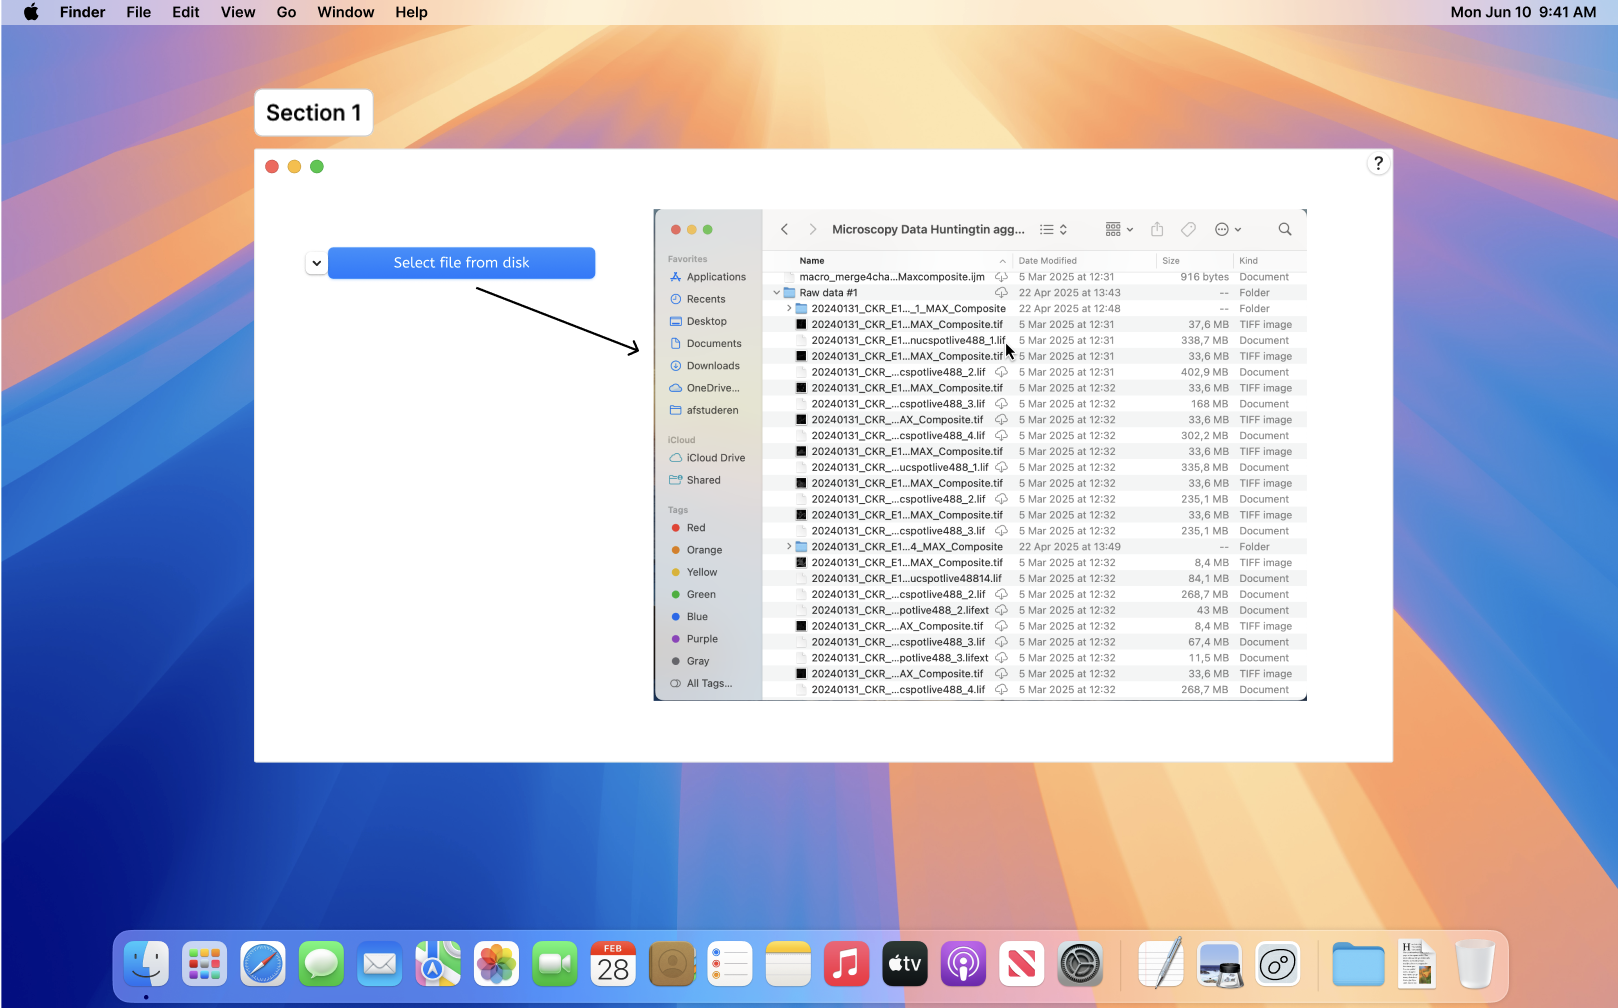 Finder File Edit View Go Window Help
Mon Jun 10 9:41 AM
Section 1
?
Select file from disk
Microscopy Data Huntingtin agg...
Favorites
Applications
Recents
Desktop
Documents
Downloads
OneDrive...
afstuderen
iCloud
iCloud Drive
Shared
Tags
Red
Orange
Yellow
Green
Blue
Purple
Gray
All Tags...
Name Date Modified Size Kind
macro_merge4cha...Maxcomposite.ijm 5 Mar 2025 at 12:31 916 bytes Document
Raw data #1 22 Apr 2025 at 13:43 -- Folder
20240131_CKR_E1..._1_MAX_Composite 22 Apr 2025 at 12:48 -- Folder
20240131_CKR_E1...MAX_Composite.tif 5 Mar 2025 at 12:31 37,6 MB TIFF image
20240131_CKR_E1...nucspotlive488_1.lif 5 Mar 2025 at 12:31 338,7 MB Document
20240131_CKR_E1...MAX_Composite.tif 5 Mar 2025 at 12:31 33,6 MB TIFF image
20240131_CKR_...cspotlive488_2.lif 5 Mar 2025 at 12:31 402,9 MB Document
20240131_CKR_E1...MAX_Composite.tif 5 Mar 2025 at 12:32 33,6 MB TIFF image
20240131_CKR_...cspotlive488_3.lif 5 Mar 2025 at 12:32 168 MB Document
20240131_CKR_...AX_Composite.tif 5 Mar 2025 at 12:32 33,6 MB TIFF image
20240131_CKR_...cspotlive488_4.lif 5 Mar 2025 at 12:32 302,2 MB Document
20240131_CKR_E1...MAX_Composite.tif 5 Mar 2025 at 12:32 33,6 MB TIFF image
20240131_CKR_...ucspotlive488_1.lif 5 Mar 2025 at 12:32 335,8 MB Document
20240131_CKR_E1...MAX_Composite.tif 5 Mar 2025 at 12:32 33,6 MB TIFF image
20240131_CKR_...cspotlive488_2.lif 5 Mar 2025 at 12:32 235,1 MB Document
20240131_CKR_E1...MAX_Composite.tif 5 Mar 2025 at 12:32 33,6 MB TIFF image
20240131_CKR_...cspotlive488_3.lif 5 Mar 2025 at 12:32 235,1 MB Document
20240131_CKR_E1...4_MAX_Composite 22 Apr 2025 at 13:49 -- Folder
20240131_CKR_E1...MAX_Composite.tif 5 Mar 2025 at 12:32 8,4 MB TIFF image
20240131_CKR_E1...ucspotlive48814.lif 5 Mar 2025 at 12:32 84,1 MB Document
20240131_CKR_...cspotlive488_2.lif 5 Mar 2025 at 12:32 268,7 MB Document
20240131_CKR_...potlive488_2.lifext 5 Mar 2025 at 12:32 43 MB Document
20240131_CKR_...AX_Composite.tif 5 Mar 2025 at 12:32 8,4 MB TIFF image
20240131_CKR_...cspotlive488_3.lif 5 Mar 2025 at 12:32 67,4 MB Document
20240131_CKR_...potlive488_3.lifext 5 Mar 2025 at 12:32 11,5 MB Document
20240131_CKR_...AX_Composite.tif 5 Mar 2025 at 12:32 33,6 MB TIFF image
20240131_CKR_...cspotlive488_4.lif 5 Mar 2025 at 12:32 268,7 MB Document
FEB
28
tv